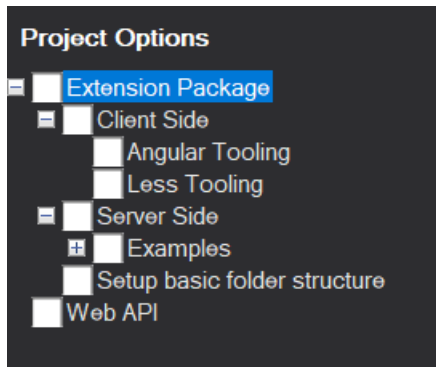 Project Options
Extension Package
Client Side
Angular Tooling
Less Tooling
Server Side
Examples
Setup basic folder structure
Web API